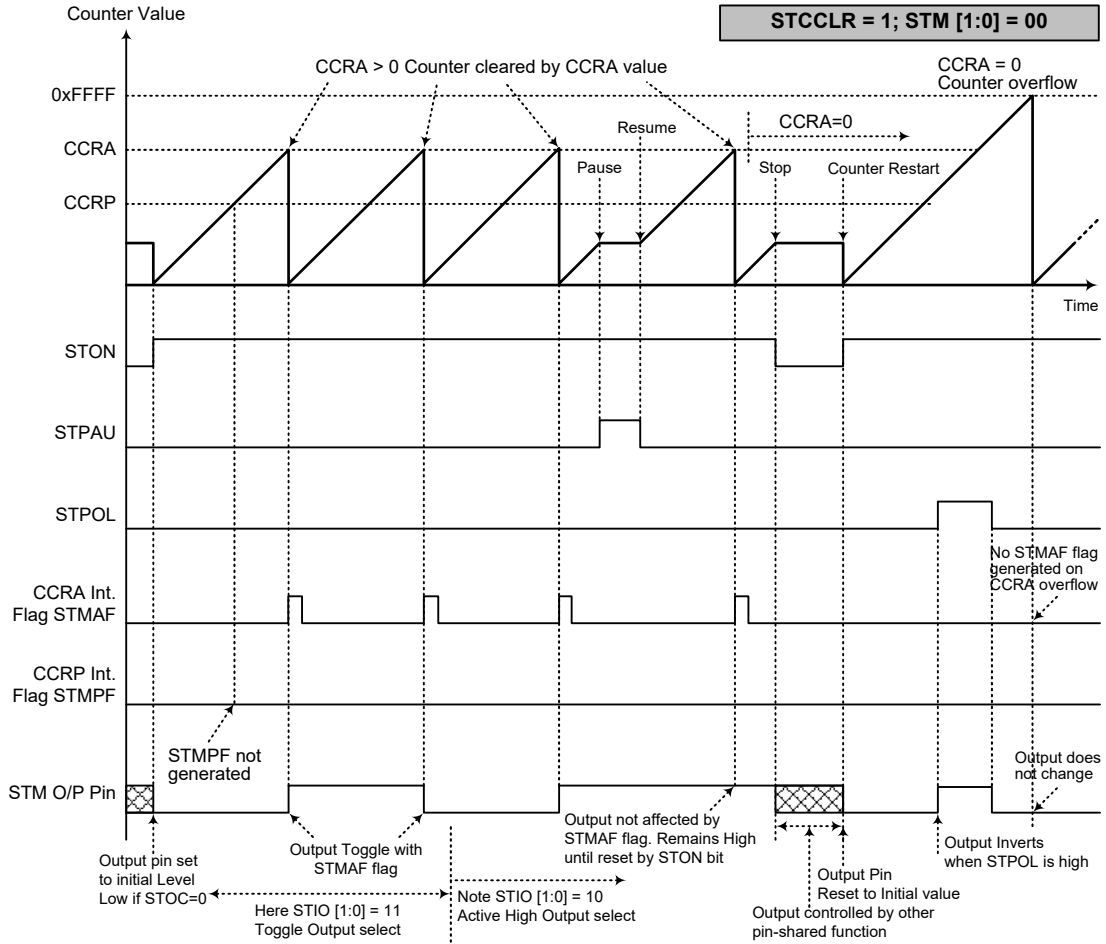 Counter Value
STCCLR = 1; STM [1:0] = 00
CCRA > 0 Counter cleared by CCRA value
CCRA = 0
Counter overflow
0xFFFF
Resume
CCRA=0
CCRA
Pause
Stop
Counter Restart
CCRP
Time
STON
STPAU
STPOL
No STMAF flag
generated on
CCRA overflow
CCRA Int.
Flag STMAF
CCRP Int.
Flag STMPF
STMPF not
generated
Output does
not change
STM O/P Pin
Output pin set
to initial Level
Low if STOC=0
Output Toggle with
STMAF flag
Output not affected by
STMAF flag. Remains High
until reset by STON bit
Output Inverts
when STPOL is high
Output Pin
Reset to Initial value
Here STIO [1:0] = 11
Toggle Output select
Note STIO [1:0] = 10
Active High Output select
Output controlled by other
pin-shared function